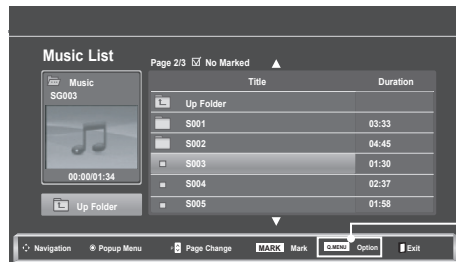 Music List
Page 2/3 No Marked
Music
SG003
00:00/01:34
Up Folder
Title Duration
Up Folder
S001 03:33
S002 04:45
S003 01:30
S004 02:37
S005 01:58
Navigation Popup Menu Page Change MARK Mark Q.MENU Option Exit